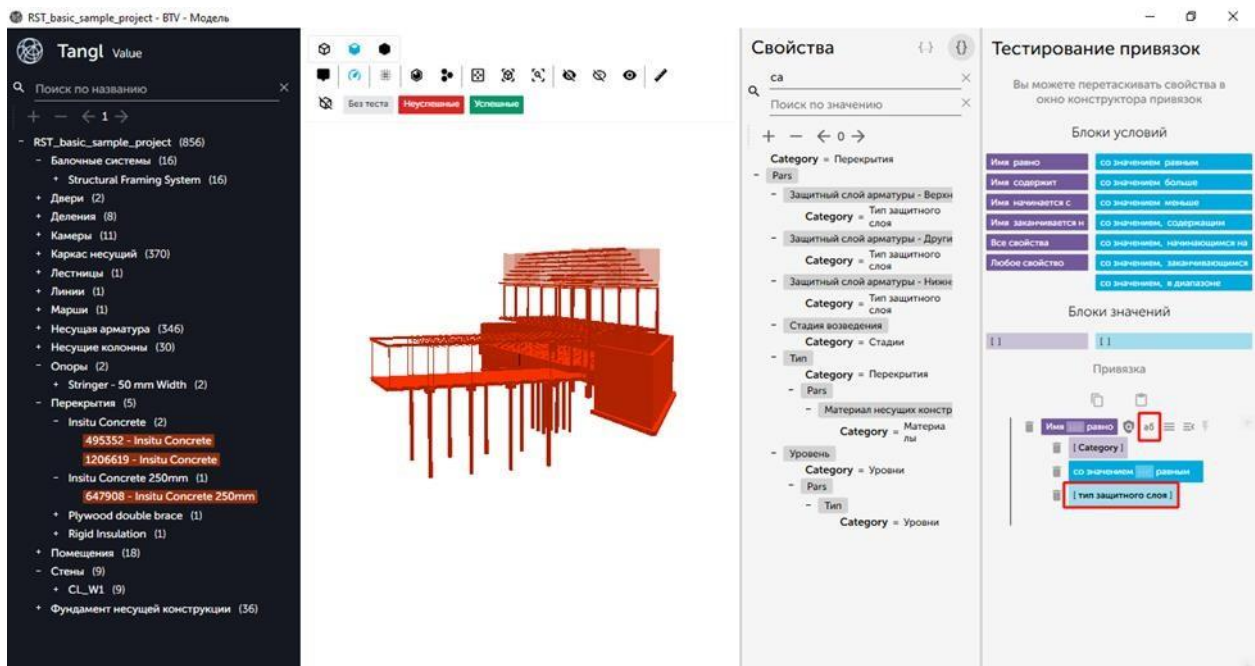 RST_basic_sample_project - BTV - Модель
Tangl Value
Поиск по названию
1
- RST_basic_sample_project (856)
- Балочные системы (16)
+ Structural Framing System (16)
+ Двери (2)
+ Деления (8)
+ Камеры (11)
+ Каркас несущий (370)
+ Лестницы (1)
+ Линии (1)
+ Марши (1)
+ Несущая арматура (346)
+ Несущие колонны (30)
- Опоры (2)
+ Stringer - 50 mm Width (2)
- Перекрытия (5)
- Insitu Concrete (2)
495352 - Insitu Concrete
1206619 - Insitu Concrete
- Insitu Concrete 250mm (1)
647908 - Insitu Concrete 250mm
+ Plywood double brace (1)
+ Rigid Insulation (1)
+ Помещения (18)
- Стены (9)
+ CL_W1 (9)
+ Фундамент несущей конструкции (36)
Без теста Неуспешные Успешные
Свойства
ca
Поиск по значению
0
Category = Перекрытия
- Pars
- Защитный слой арматуры - Верхн
Category = Тип защитного
слоя
- Защитный слой арматуры - Други
Category = Тип защитного
слоя
- Защитный слой арматуры - Нижн
Category = Тип защитного
слоя
- Стадия возведения
Category = Стадии
- Тип
Category = Перекрытия
- Pars
- Материал несущих констр
Category = Материа
лы
- Уровень
Category = Уровни
- Pars
- Тип
Category = Уровни
Тестирование привязок
Вы можете перетаскивать свойства в
окно конструктора привязок
Блоки условий
Имя равно со значением равным
Имя содержит со значением больше
Имя начинается с со значением меньше
Имя заканчивается н со значением, содержащим
Все свойства со значением, начинающимся на
Любое свойство со значением, заканчивающимся
со значением, в диапазоне
Блоки значений
[ ] [ ]
Привязка
Имя равно аб
[ Category ]
со значением равным
[ тип защитного слоя ]